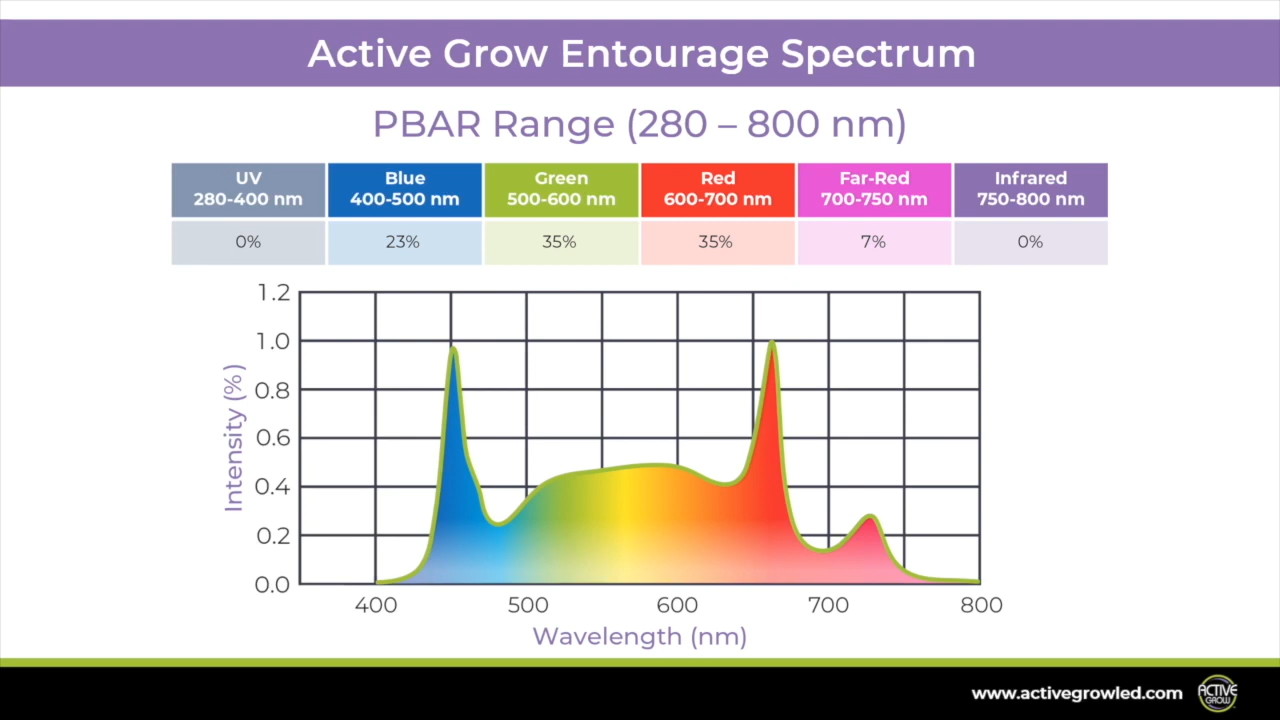 Active Grow Entourage Spectrum
PBAR Range (280 – 800 nm)
UV Blue Green Red Far-Red Infrared
280-400 nm 400-500 nm 500-600 nm 600-700 nm 700-750 nm 750-800 nm
0% 23% 35% 35% 7% 0%
1.2
1.0
0.8
0.6
0.4
0.2
0.0
Intensity (%)
400 500 600 700 800
Wavelength (nm)
www.activegrowled.com
ACTIVE
GROW